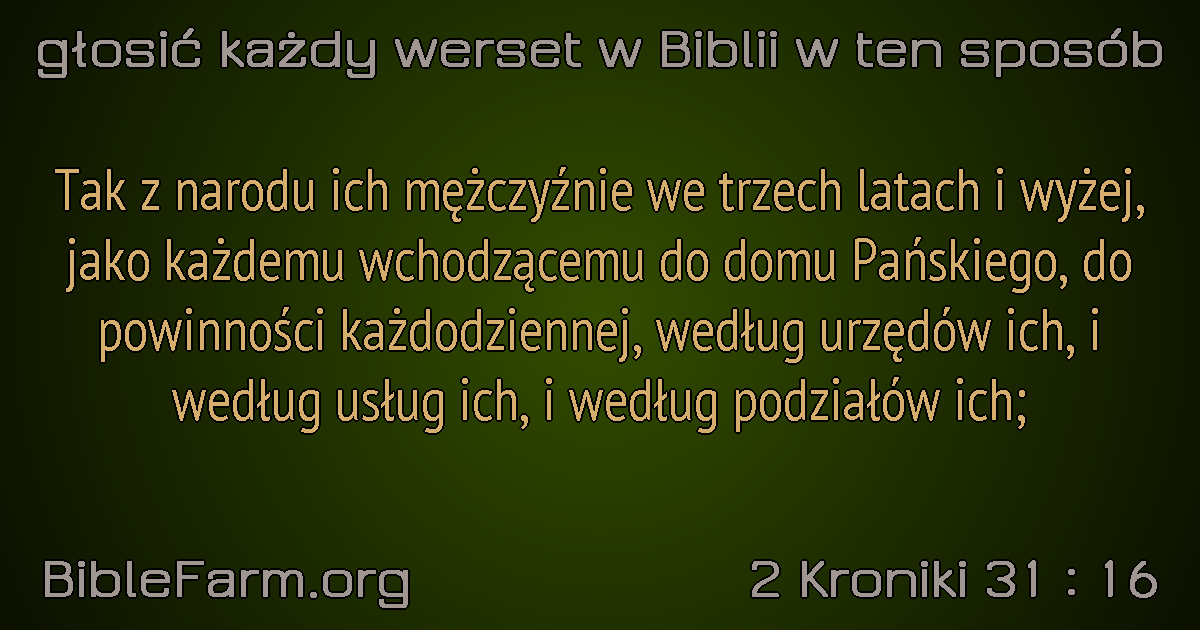 głosić każdy werset w Biblii w ten sposób
Tak z narodu ich mężczyźnie we trzech latach i wyżej,
jako każdemu wchodzącemu do domu Pańskiego, do
powinności każdodziennej, według urzędów ich, i
według usług ich, i według podziałów ich;
BibleFarm.org
2 Kroniki 31 : 16